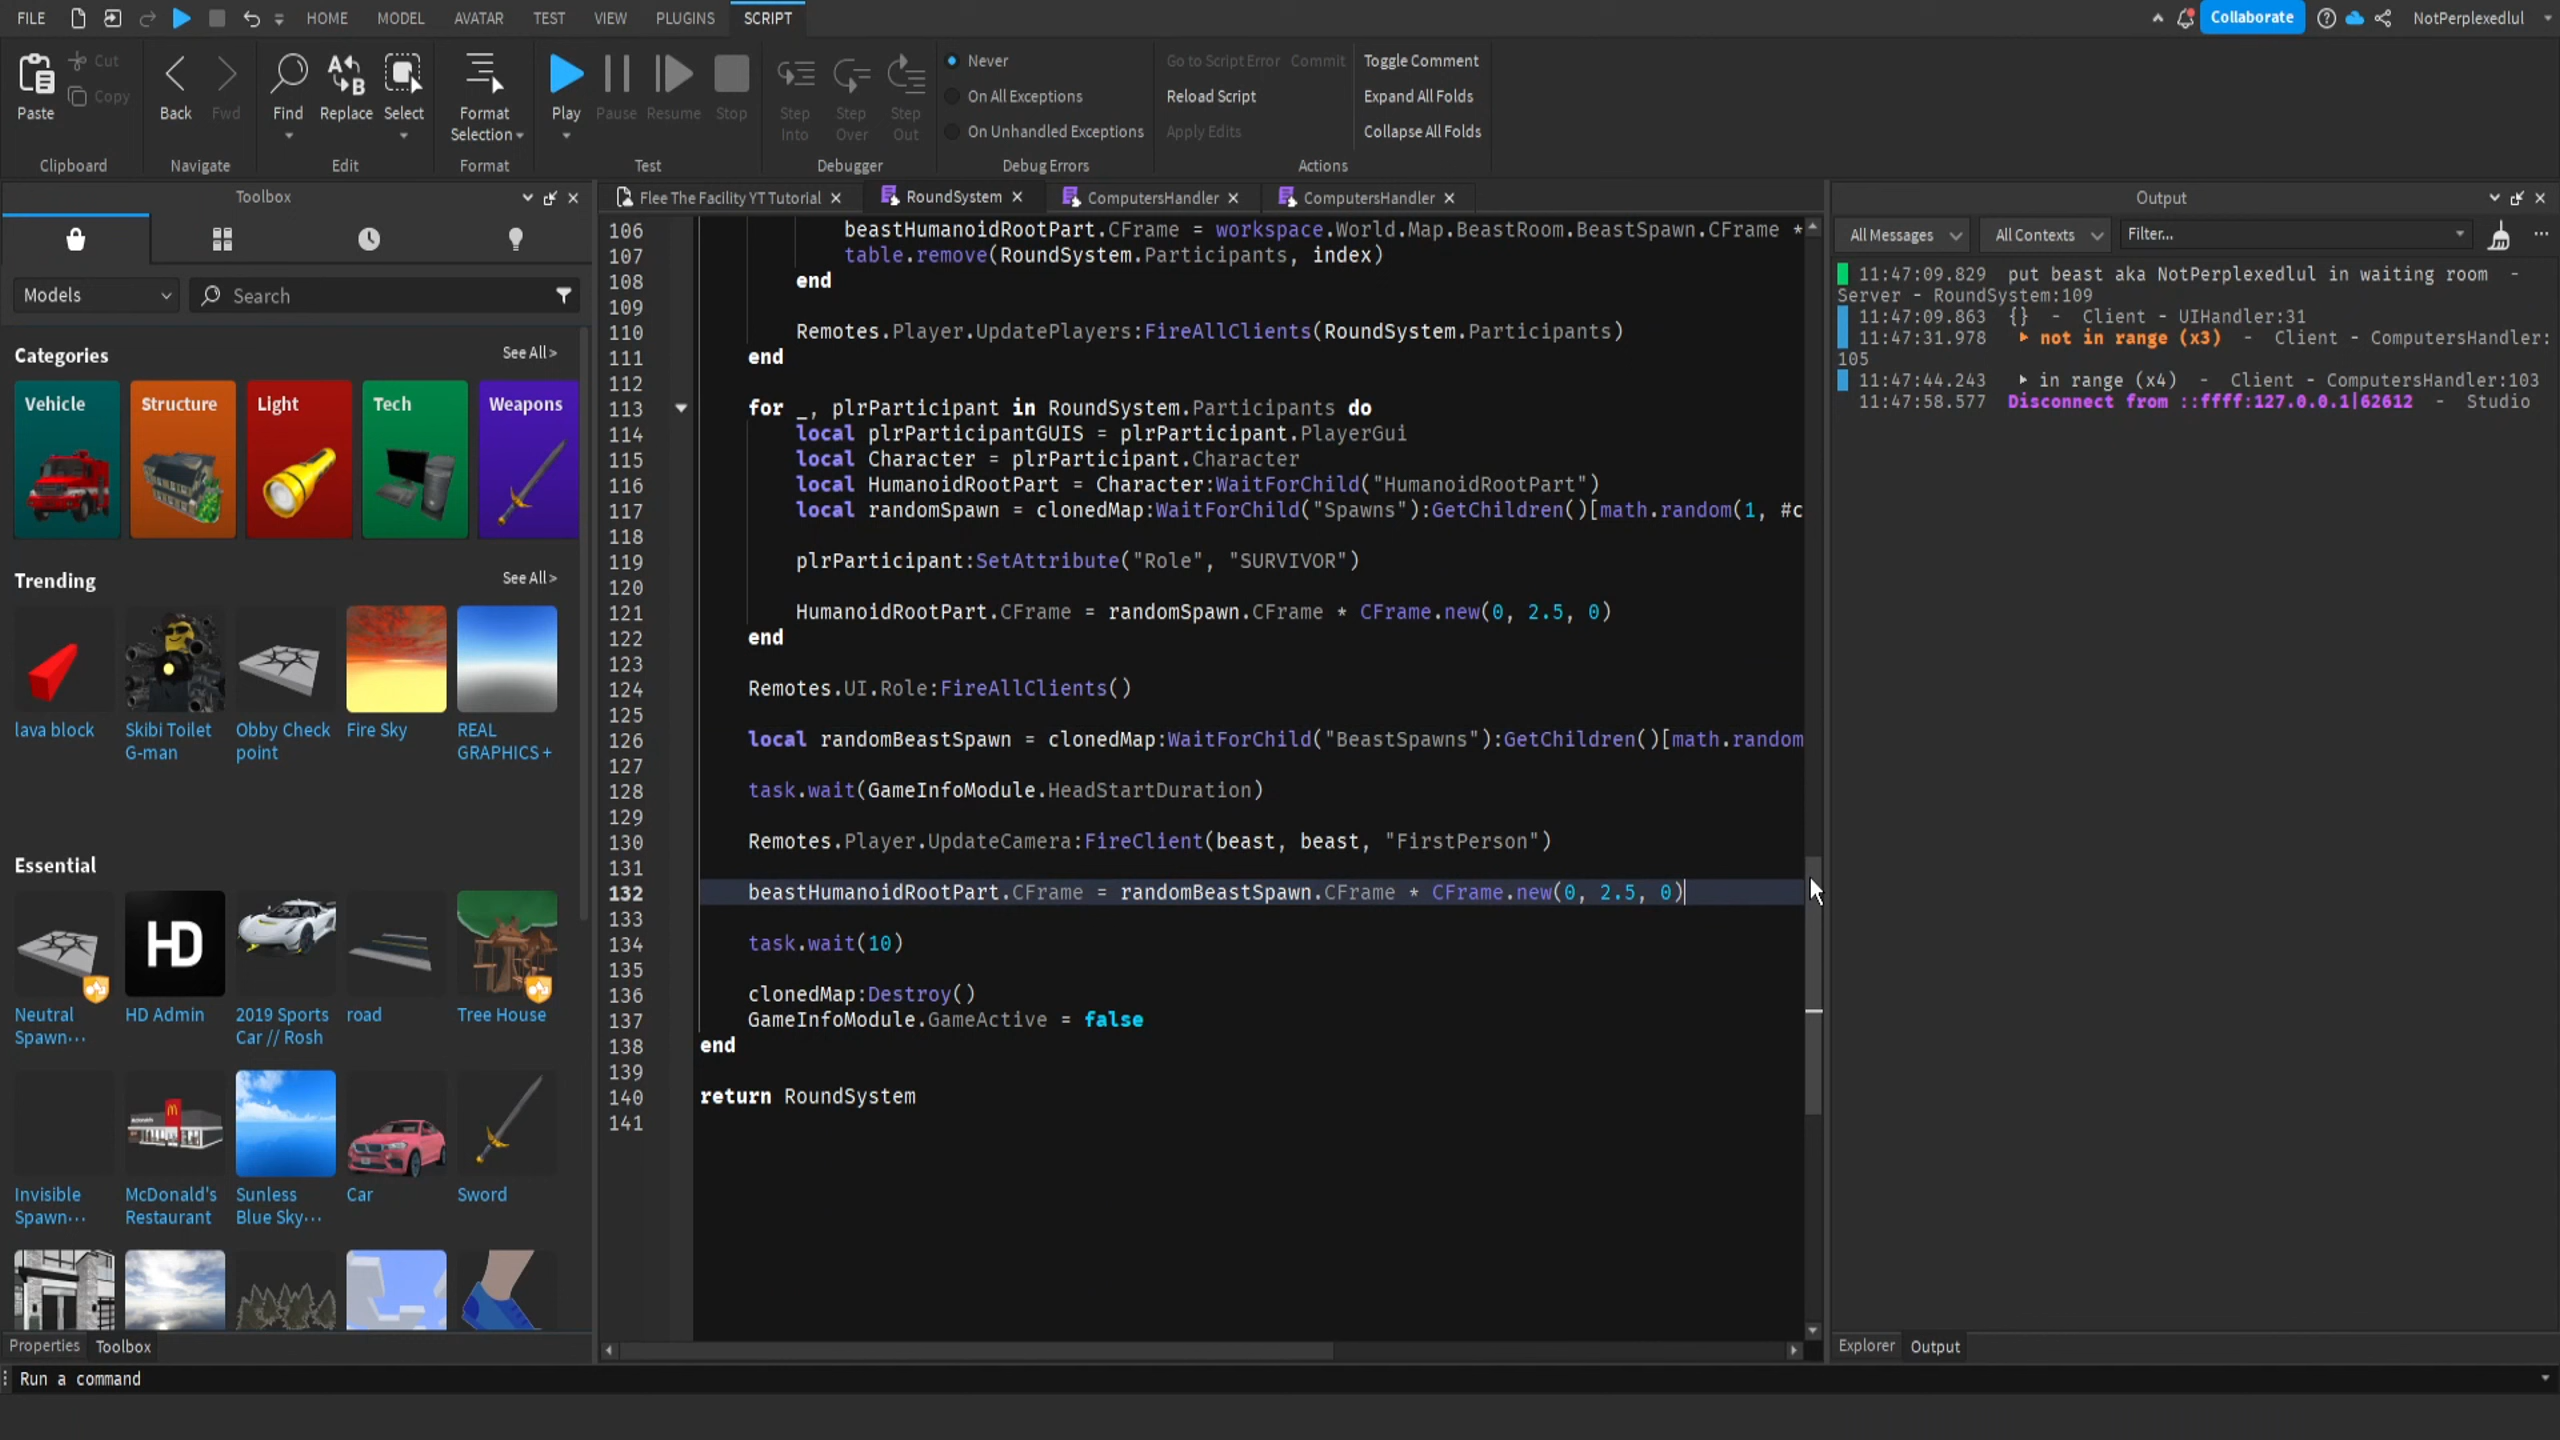 FILE HOME MODEL AVATAR TEST VIEW PLUGINS SCRIPT Collaborate NotPerplexedlul
Paste Cut Copy Back Fwd Find Replace Select Format Selection Play Pause Resume Stop Step Into Step Over Step Out
Never
On All Exceptions
On Unhandled Exceptions
Go to Script Error Commit
Reload Script
Apply Edits
Toggle Comment
Expand All Folds
Collapse All Folds
Clipboard Navigate Edit Format Test Debugger Debug Errors Actions
Toolbox
Models Search
Categories See All >
Vehicle Structure Light Tech Weapons
Trending See All >
lava block
Skibi Toilet G-man
Obby Check point
Fire Sky
REAL GRAPHICS +
Essential
Neutral Spawn...
HD Admin
2019 Sports Car // Rosh
road
Tree House
Invisible Spawn...
McDonald's Restaurant
Sunless Blue Sky...
Car
Sword
Properties Toolbox
Flee The Facility YT Tutorial × RoundSystem × ComputersHandler × ComputersHandler ×
106 beastHumanoidRootPart.CFrame = workspace.World.Map.BeastRoom.BeastSpawn.CFrame *
107 table.remove(RoundSystem.Participants, index)
108 end
109
110 Remotes.Player.UpdatePlayers:FireAllClients(RoundSystem.Participants)
111 end
112
113 for _, plrParticipant in RoundSystem.Participants do
114 local plrParticipantGUIS = plrParticipant.PlayerGui
115 local Character = plrParticipant.Character
116 local HumanoidRootPart = Character:WaitForChild("HumanoidRootPart")
117 local randomSpawn = clonedMap:WaitForChild("Spawns"):GetChildren()[math.random(1, #c
118
119 plrParticipant:SetAttribute("Role", "SURVIVOR")
120
121 HumanoidRootPart.CFrame = randomSpawn.CFrame * CFrame.new(0, 2.5, 0)
122 end
123
124 Remotes.UI.Role:FireAllClients()
125
126 local randomBeastSpawn = clonedMap:WaitForChild("BeastSpawns"):GetChildren()[math.random
127
128 task.wait(GameInfoModule.HeadStartDuration)
129
130 Remotes.Player.UpdateCamera:FireClient(beast, beast, "FirstPerson")
131
132 beastHumanoidRootPart.CFrame = randomBeastSpawn.CFrame * CFrame.new(0, 2.5, 0)
133
134 task.wait(10)
135
136 clonedMap:Destroy()
137 GameInfoModule.GameActive = false
138 end
139
140 return RoundSystem
141
Output
All Messages All Contexts Filter...
11:47:09.829 put beast aka NotPerplexedlul in waiting room -
Server - RoundSystem:109
11:47:09.863 {} - Client - UIHandler:31
11:47:31.978 not in range (x3) - Client - ComputersHandler:
105
11:47:44.243 in range (x4) - Client - ComputersHandler:103
11:47:58.577 Disconnect from ::ffff:127.0.0.1|62612 - Studio
Explorer Output
Run a command